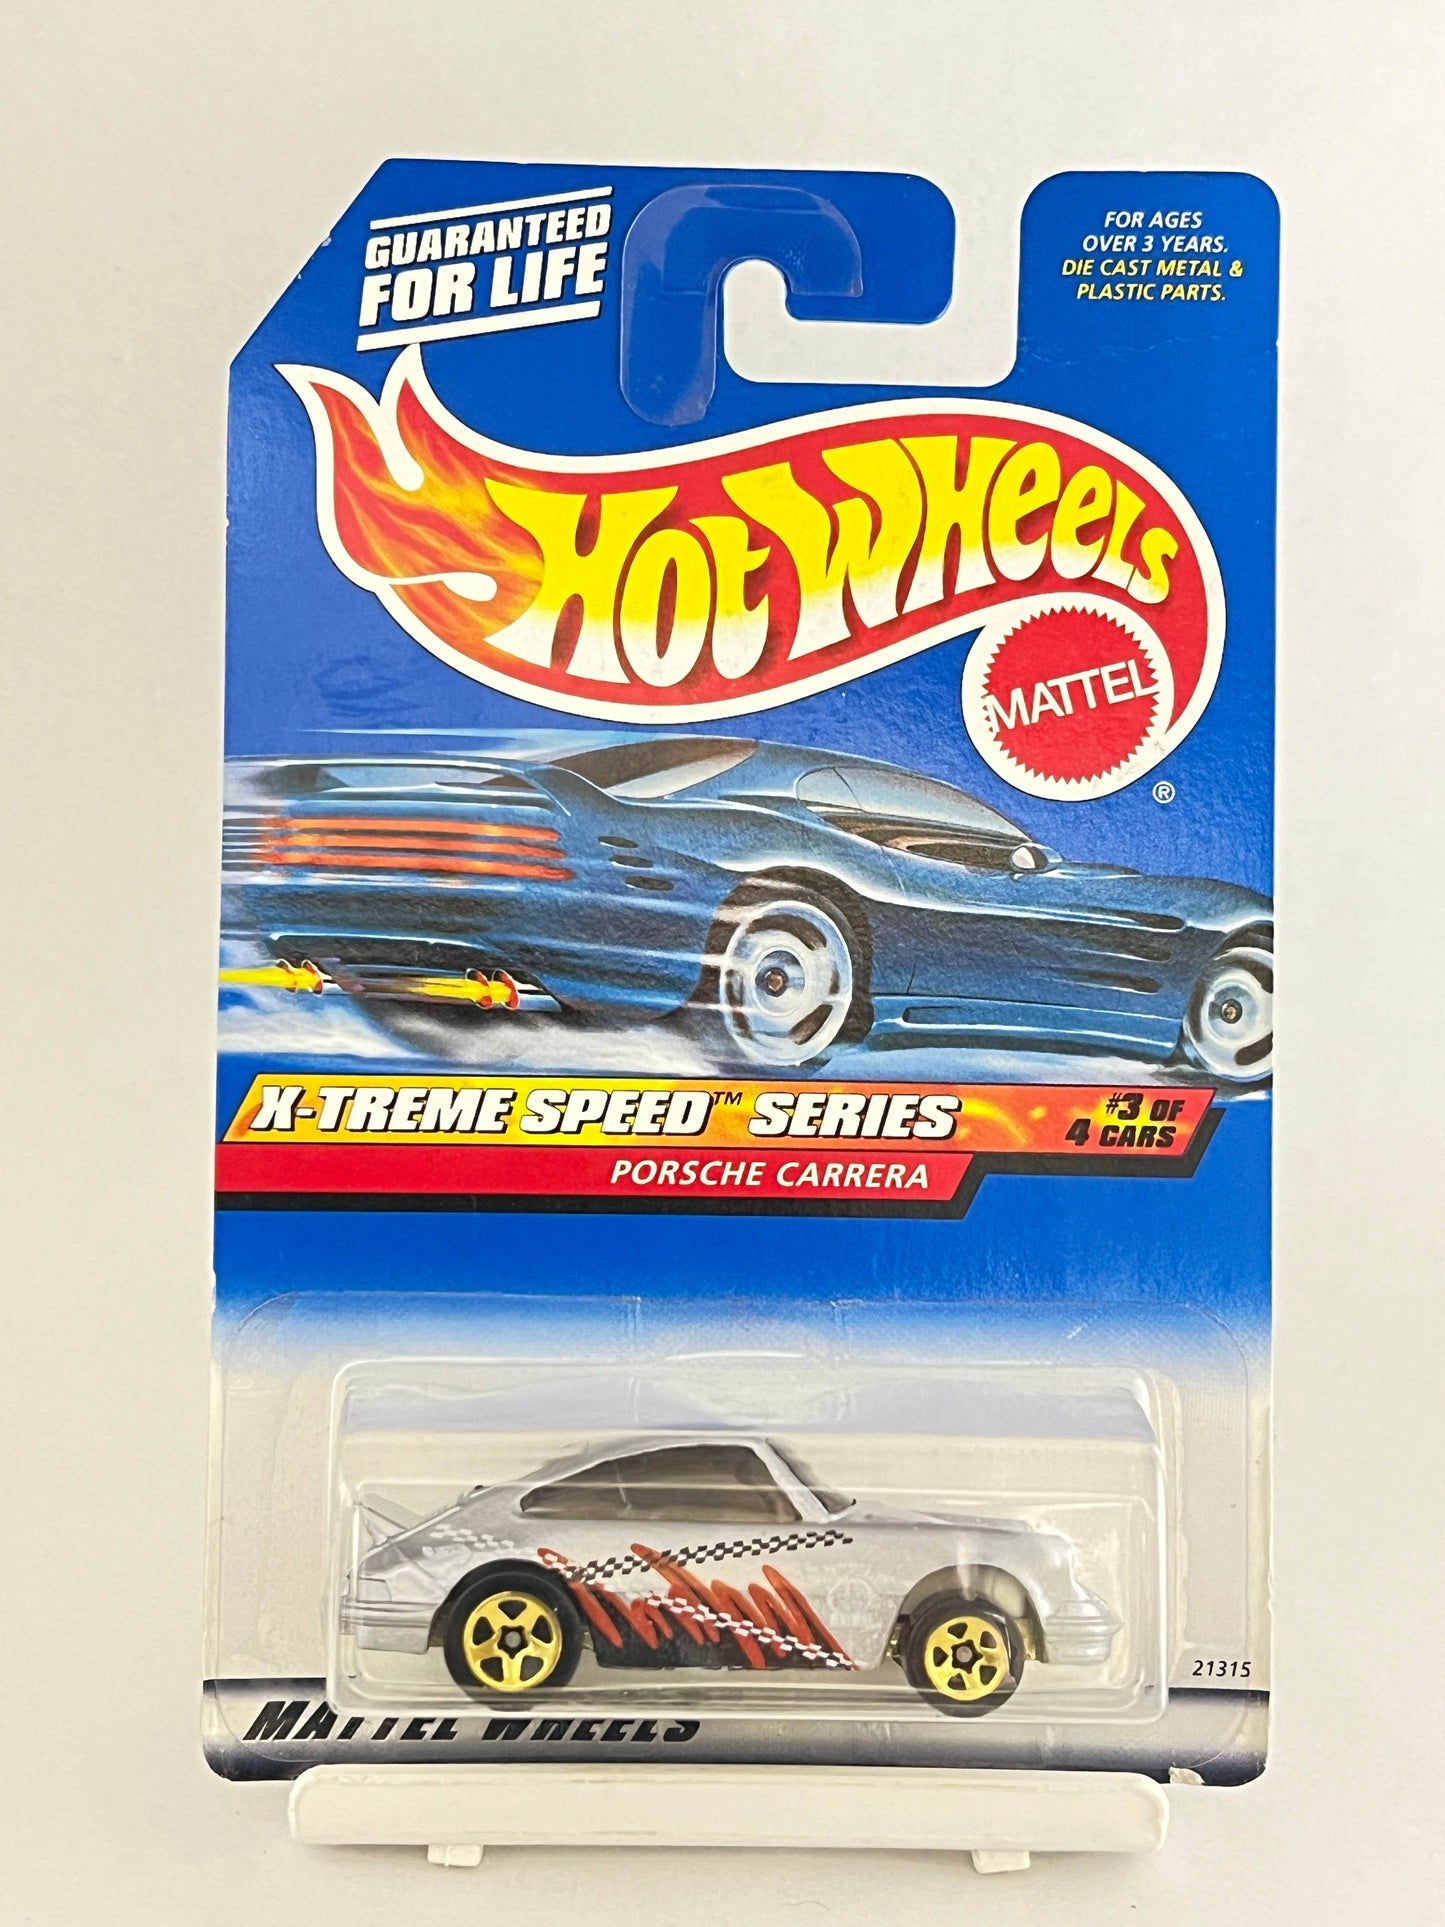 GUARANTEED
FOR LIFE
FOR AGES
OVER 3 YEARS.
DIE CAST METAL &
PLASTIC PARTS.
HOT WHEELS
MATTEL
®
X-TREME SPEED™ SERIES
#3 OF
4 CARS
PORSCHE CARRERA
21315
MATTEL WHEELS